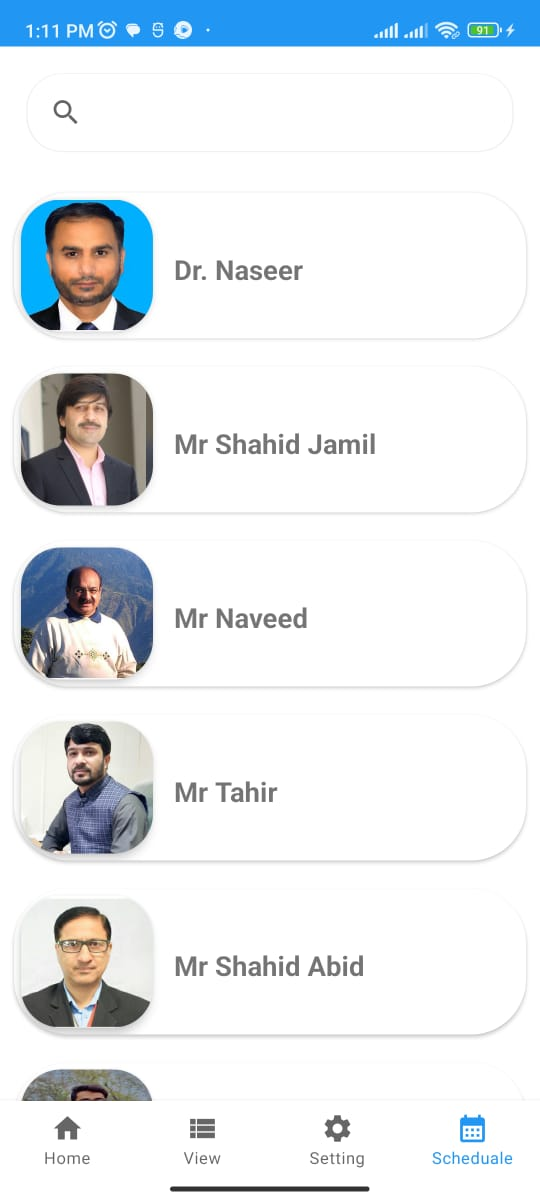 1:11 PM
91
Dr. Naseer
Mr Shahid Jamil
Mr Naveed
Mr Tahir
Mr Shahid Abid
Home View Setting Scheduale